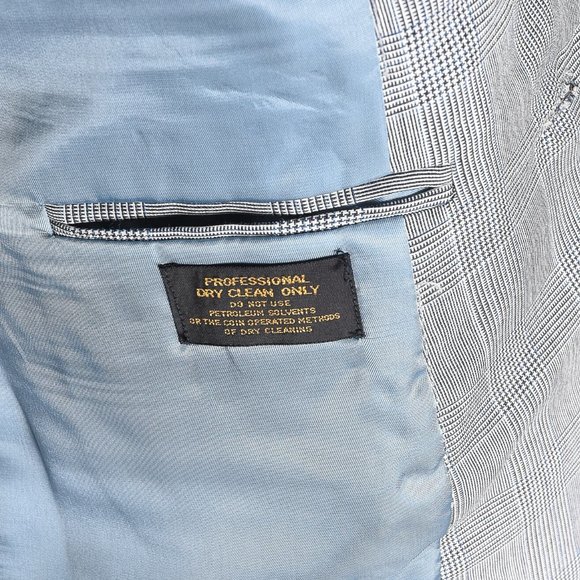 PROFESSIONAL
DRY CLEAN ONLY
DO NOT USE
PETROLEUM SOLVENTS
OR THE COIN OPERATED METHODS
OF DRY CLEANING